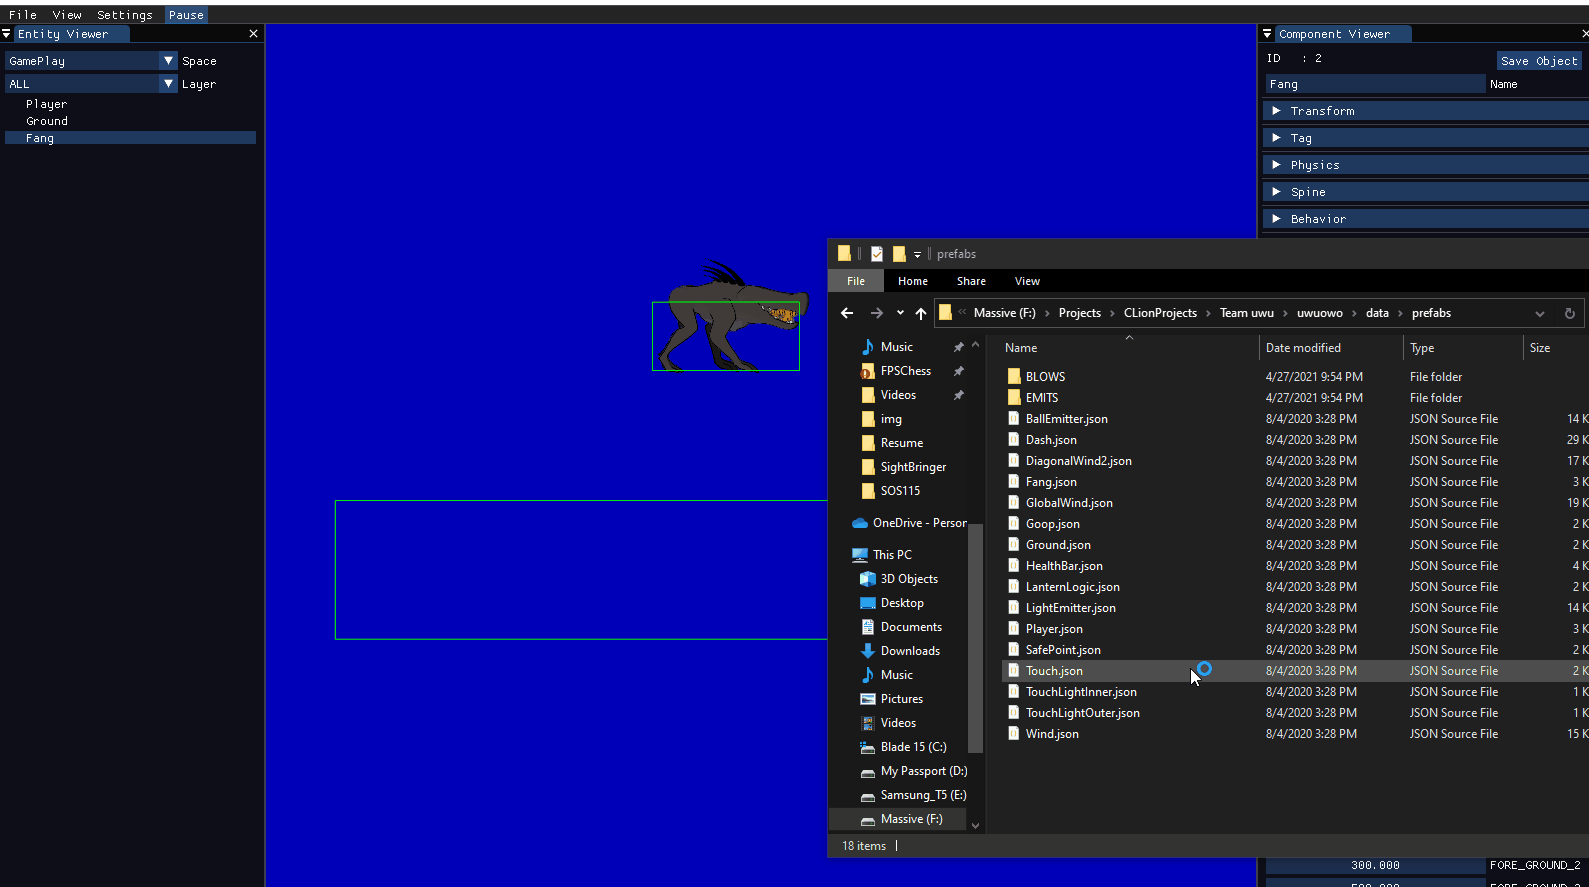 File View Settings Pause
Entity Viewer
GamePlay Space
ALL Layer
Player
Ground
Fang
Component Viewer
ID : 2 Save Object
Fang Name
Transform
Tag
Physics
Spine
Behavior
prefabs
File Home Share View
Massive (F:) Projects CLionProjects Team uwu uwuowo data prefabs
Music
FPSChess
Videos
img
Resume
SightBringer
SOS115
OneDrive - Person
This PC
3D Objects
Desktop
Documents
Downloads
Music
Pictures
Videos
Blade 15 (C:)
My Passport (D:)
Samsung_T5 (E:)
Massive (F:)
Name Date modified Type Size
BLOWS 4/27/2021 9:54 PM File folder
EMITS 4/27/2021 9:54 PM File folder
BallEmitter.json 8/4/2020 3:28 PM JSON Source File 14 K
Dash.json 8/4/2020 3:28 PM JSON Source File 29 K
DiagonalWind2.json 8/4/2020 3:28 PM JSON Source File 17 K
Fang.json 8/4/2020 3:28 PM JSON Source File 3 K
GlobalWind.json 8/4/2020 3:28 PM JSON Source File 19 K
Goop.json 8/4/2020 3:28 PM JSON Source File 2 K
Ground.json 8/4/2020 3:28 PM JSON Source File 2 K
HealthBar.json 8/4/2020 3:28 PM JSON Source File 4 K
LanternLogic.json 8/4/2020 3:28 PM JSON Source File 2 K
LightEmitter.json 8/4/2020 3:28 PM JSON Source File 14 K
Player.json 8/4/2020 3:28 PM JSON Source File 3 K
SafePoint.json 8/4/2020 3:28 PM JSON Source File 2 K
Touch.json 8/4/2020 3:28 PM JSON Source File 2 K
TouchLightInner.json 8/4/2020 3:28 PM JSON Source File 1 K
TouchLightOuter.json 8/4/2020 3:28 PM JSON Source File 1 K
Wind.json 8/4/2020 3:28 PM JSON Source File 15 K
18 items
300.000 FORE_GROUND_2